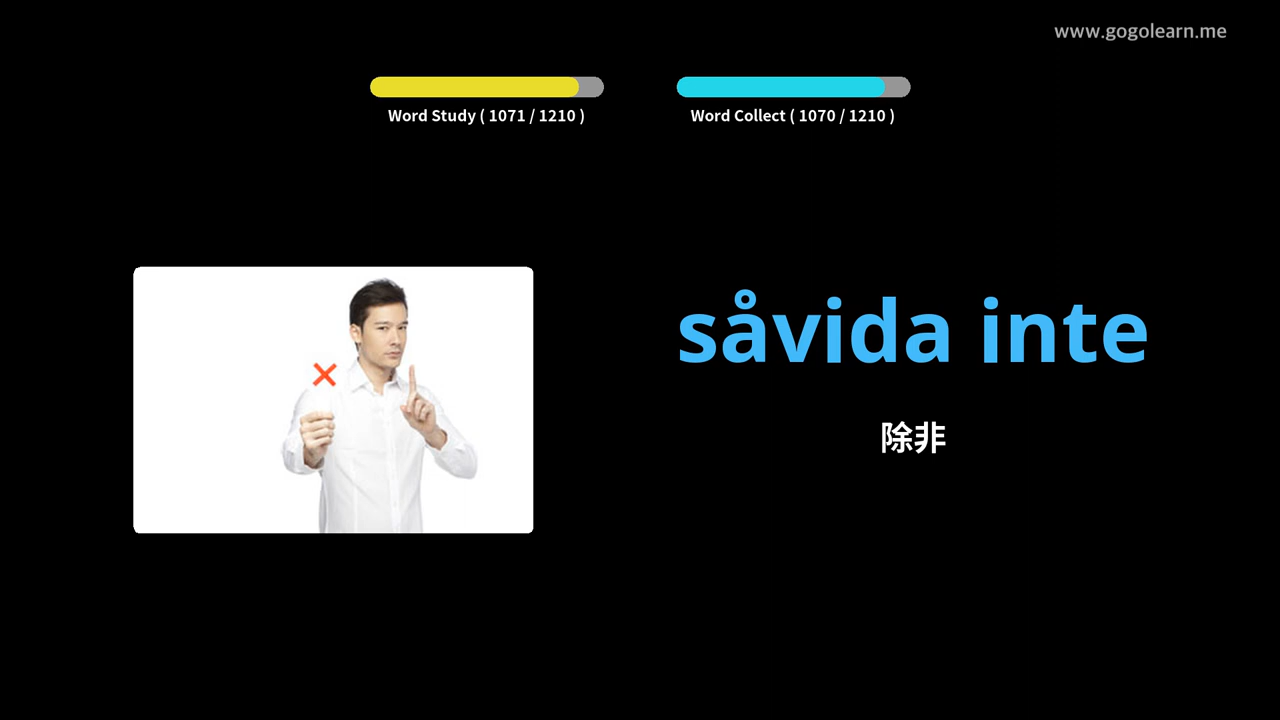 www.gogolearn.me
Word Study ( 1071 / 1210 )
Word Collect ( 1070 / 1210 )
såvida inte
除非